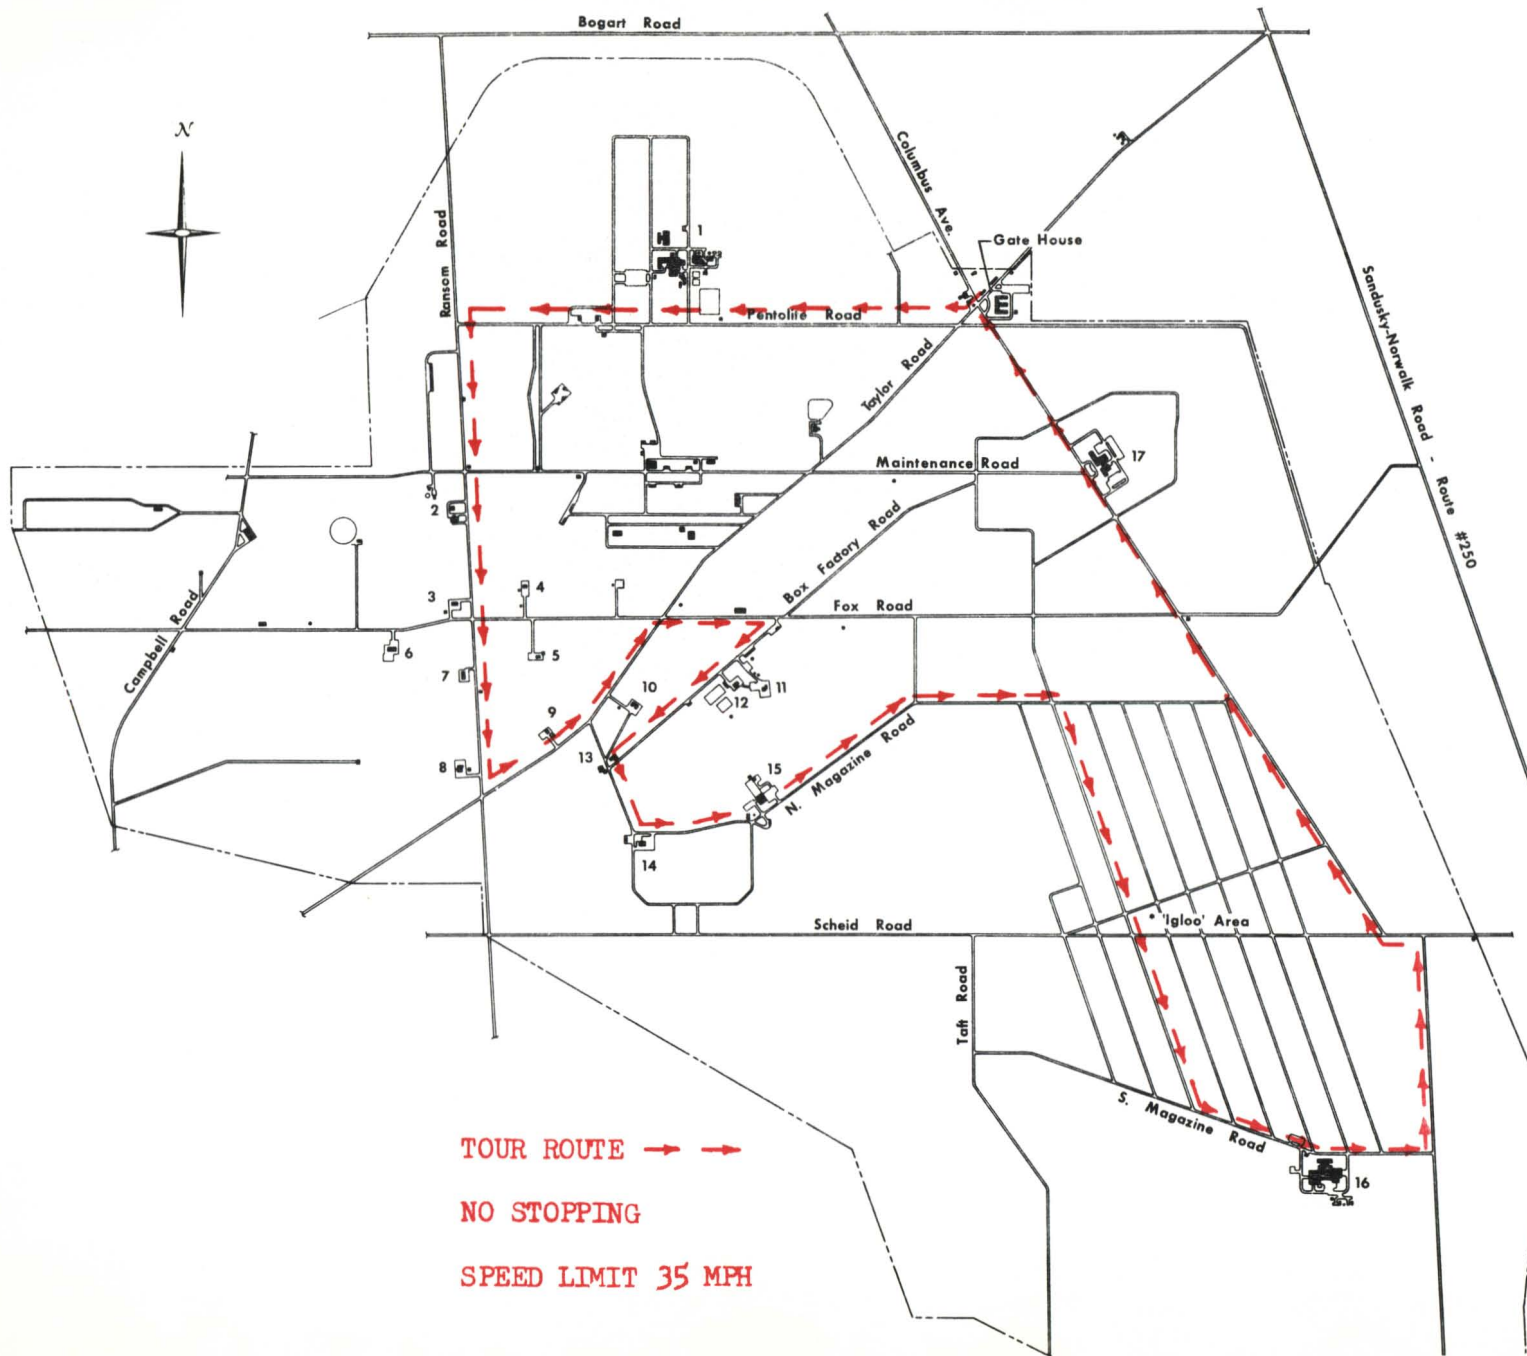 Bogart Road
N
Columbus Ave.
Ransom Road
1
Gate House
Sandusky-Norwalk Road - Route #250
Pentolite Road
Taylor Road
Maintenance Road
17
2
Box Factory Road
4
3
Fox Road
Campbell Road
6
5
7
10
11
12
9
13
8
15
N. Magazine Road
14
'Igloo' Area
Scheid Road
Taft Road
S. Magazine Road
16
TOUR ROUTE
NO STOPPING
SPEED LIMIT 35 MPH